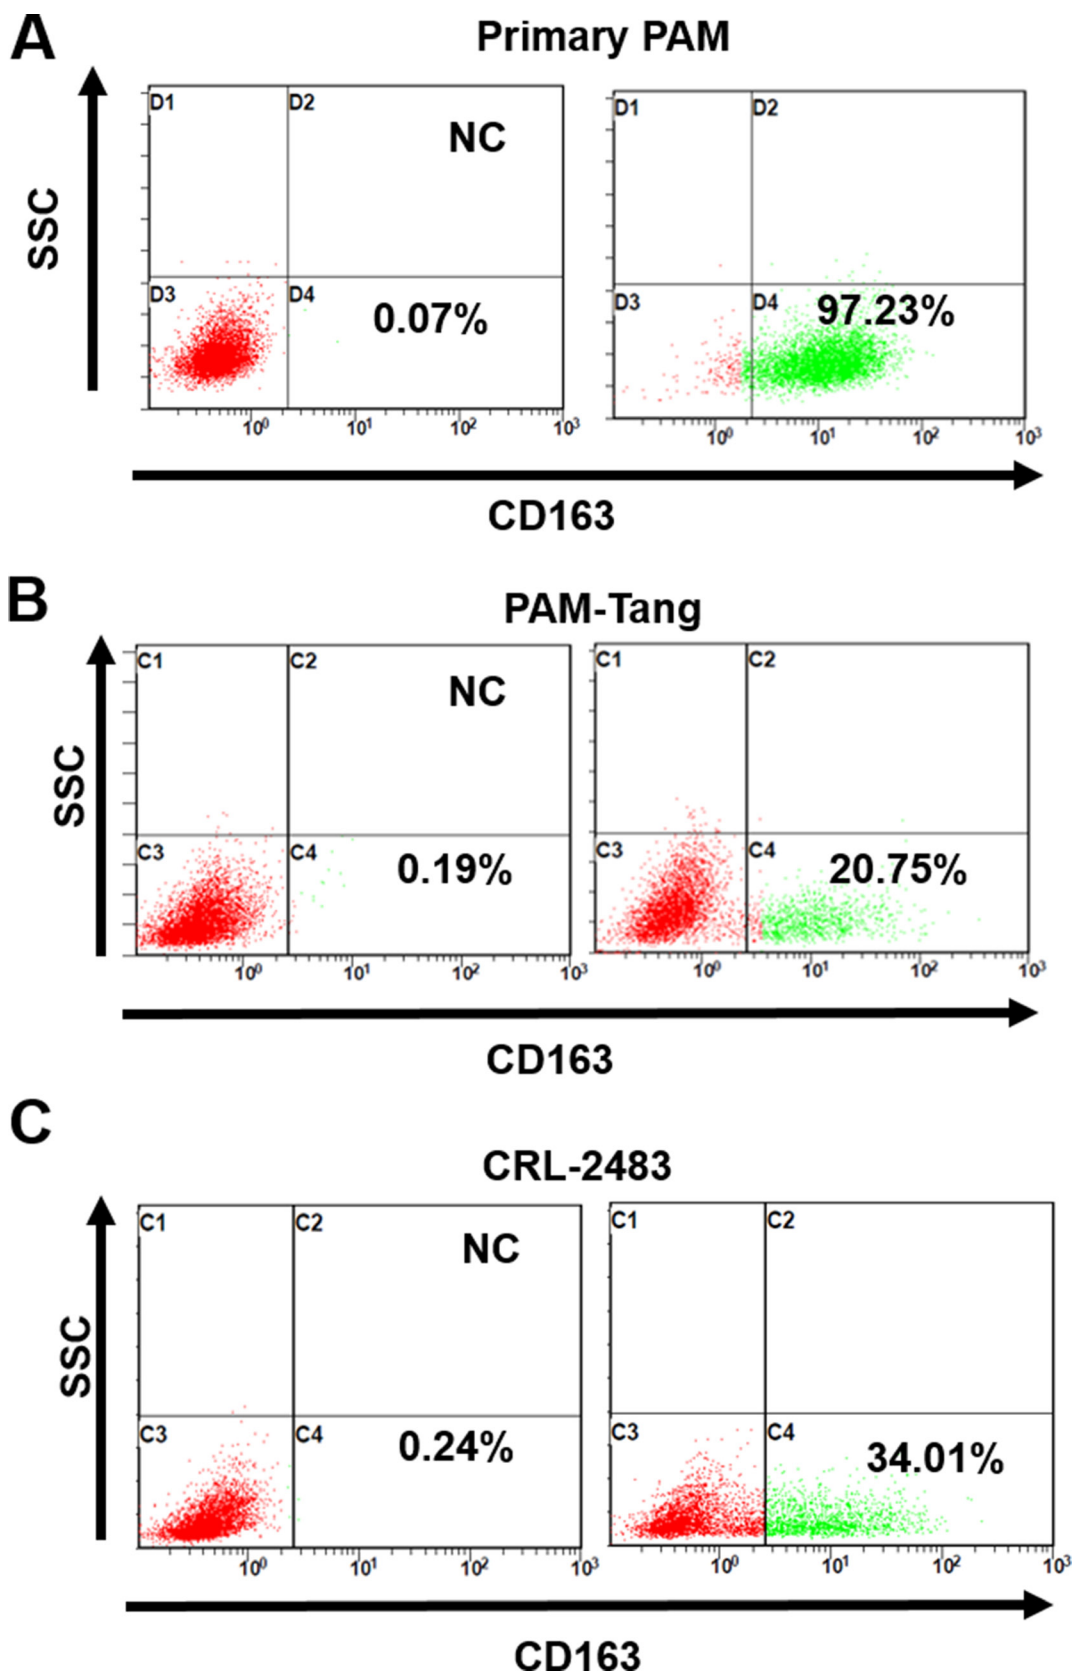 A
Primary PAM
SSC
D1
D2
NC
D3
D4
0.07%
10⁰
10¹
10²
10³
D1
D2
D3
D4
97.23%
10⁰
10¹
10²
10³
CD163
B
PAM-Tang
SSC
C1
C2
NC
C3
C4
0.19%
10⁰
10¹
10²
10³
C1
C2
C3
C4
20.75%
10⁰
10¹
10²
10³
CD163
C
CRL-2483
SSC
C1
C2
NC
C3
C4
0.24%
10⁰
10¹
10²
10³
C1
C2
C3
C4
34.01%
10⁰
10¹
10²
10³
CD163